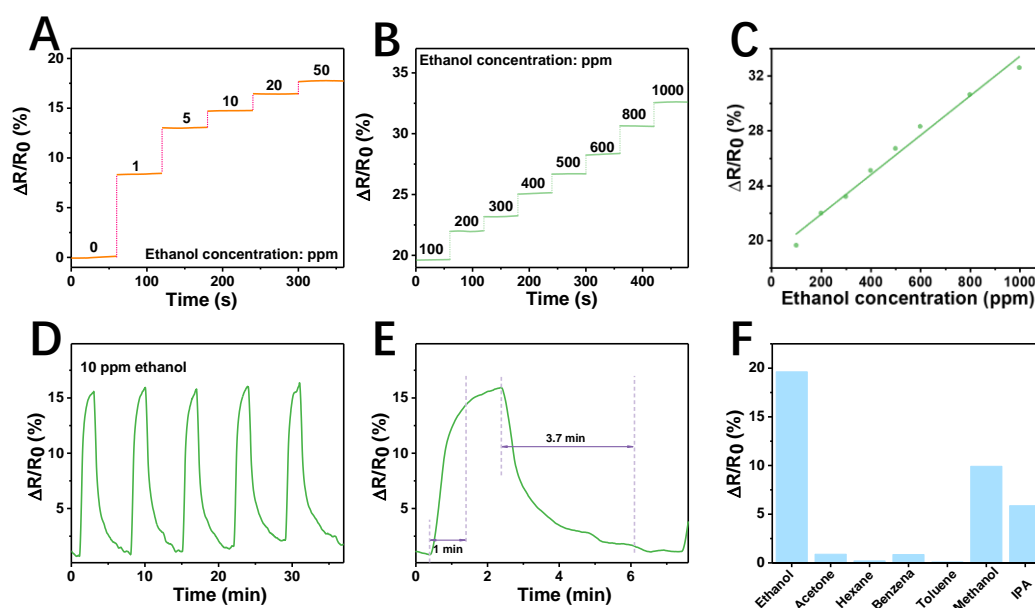 A
ΔR/R0 (%)
20
15
10
5
0
0
1
5
10
20
50
Ethanol concentration: ppm
0
100
200
300
Time (s)
B
ΔR/R0 (%)
35
30
25
20
Ethanol concentration: ppm
100
200
300
400
500
600
800
1000
0
100
200
300
400
Time (s)
C
ΔR/R0 (%)
32
28
24
20
200
400
600
800
1000
Ethanol concentration (ppm)
D
ΔR/R0 (%)
15
10
5
10 ppm ethanol
0
10
20
30
Time (min)
E
ΔR/R0 (%)
15
10
5
3.7 min
1 min
0
2
4
6
Time (min)
F
ΔR/R0 (%)
20
15
10
5
0
Ethanol
Acetone
Hexane
Benzena
Toluene
Methanol
IPA